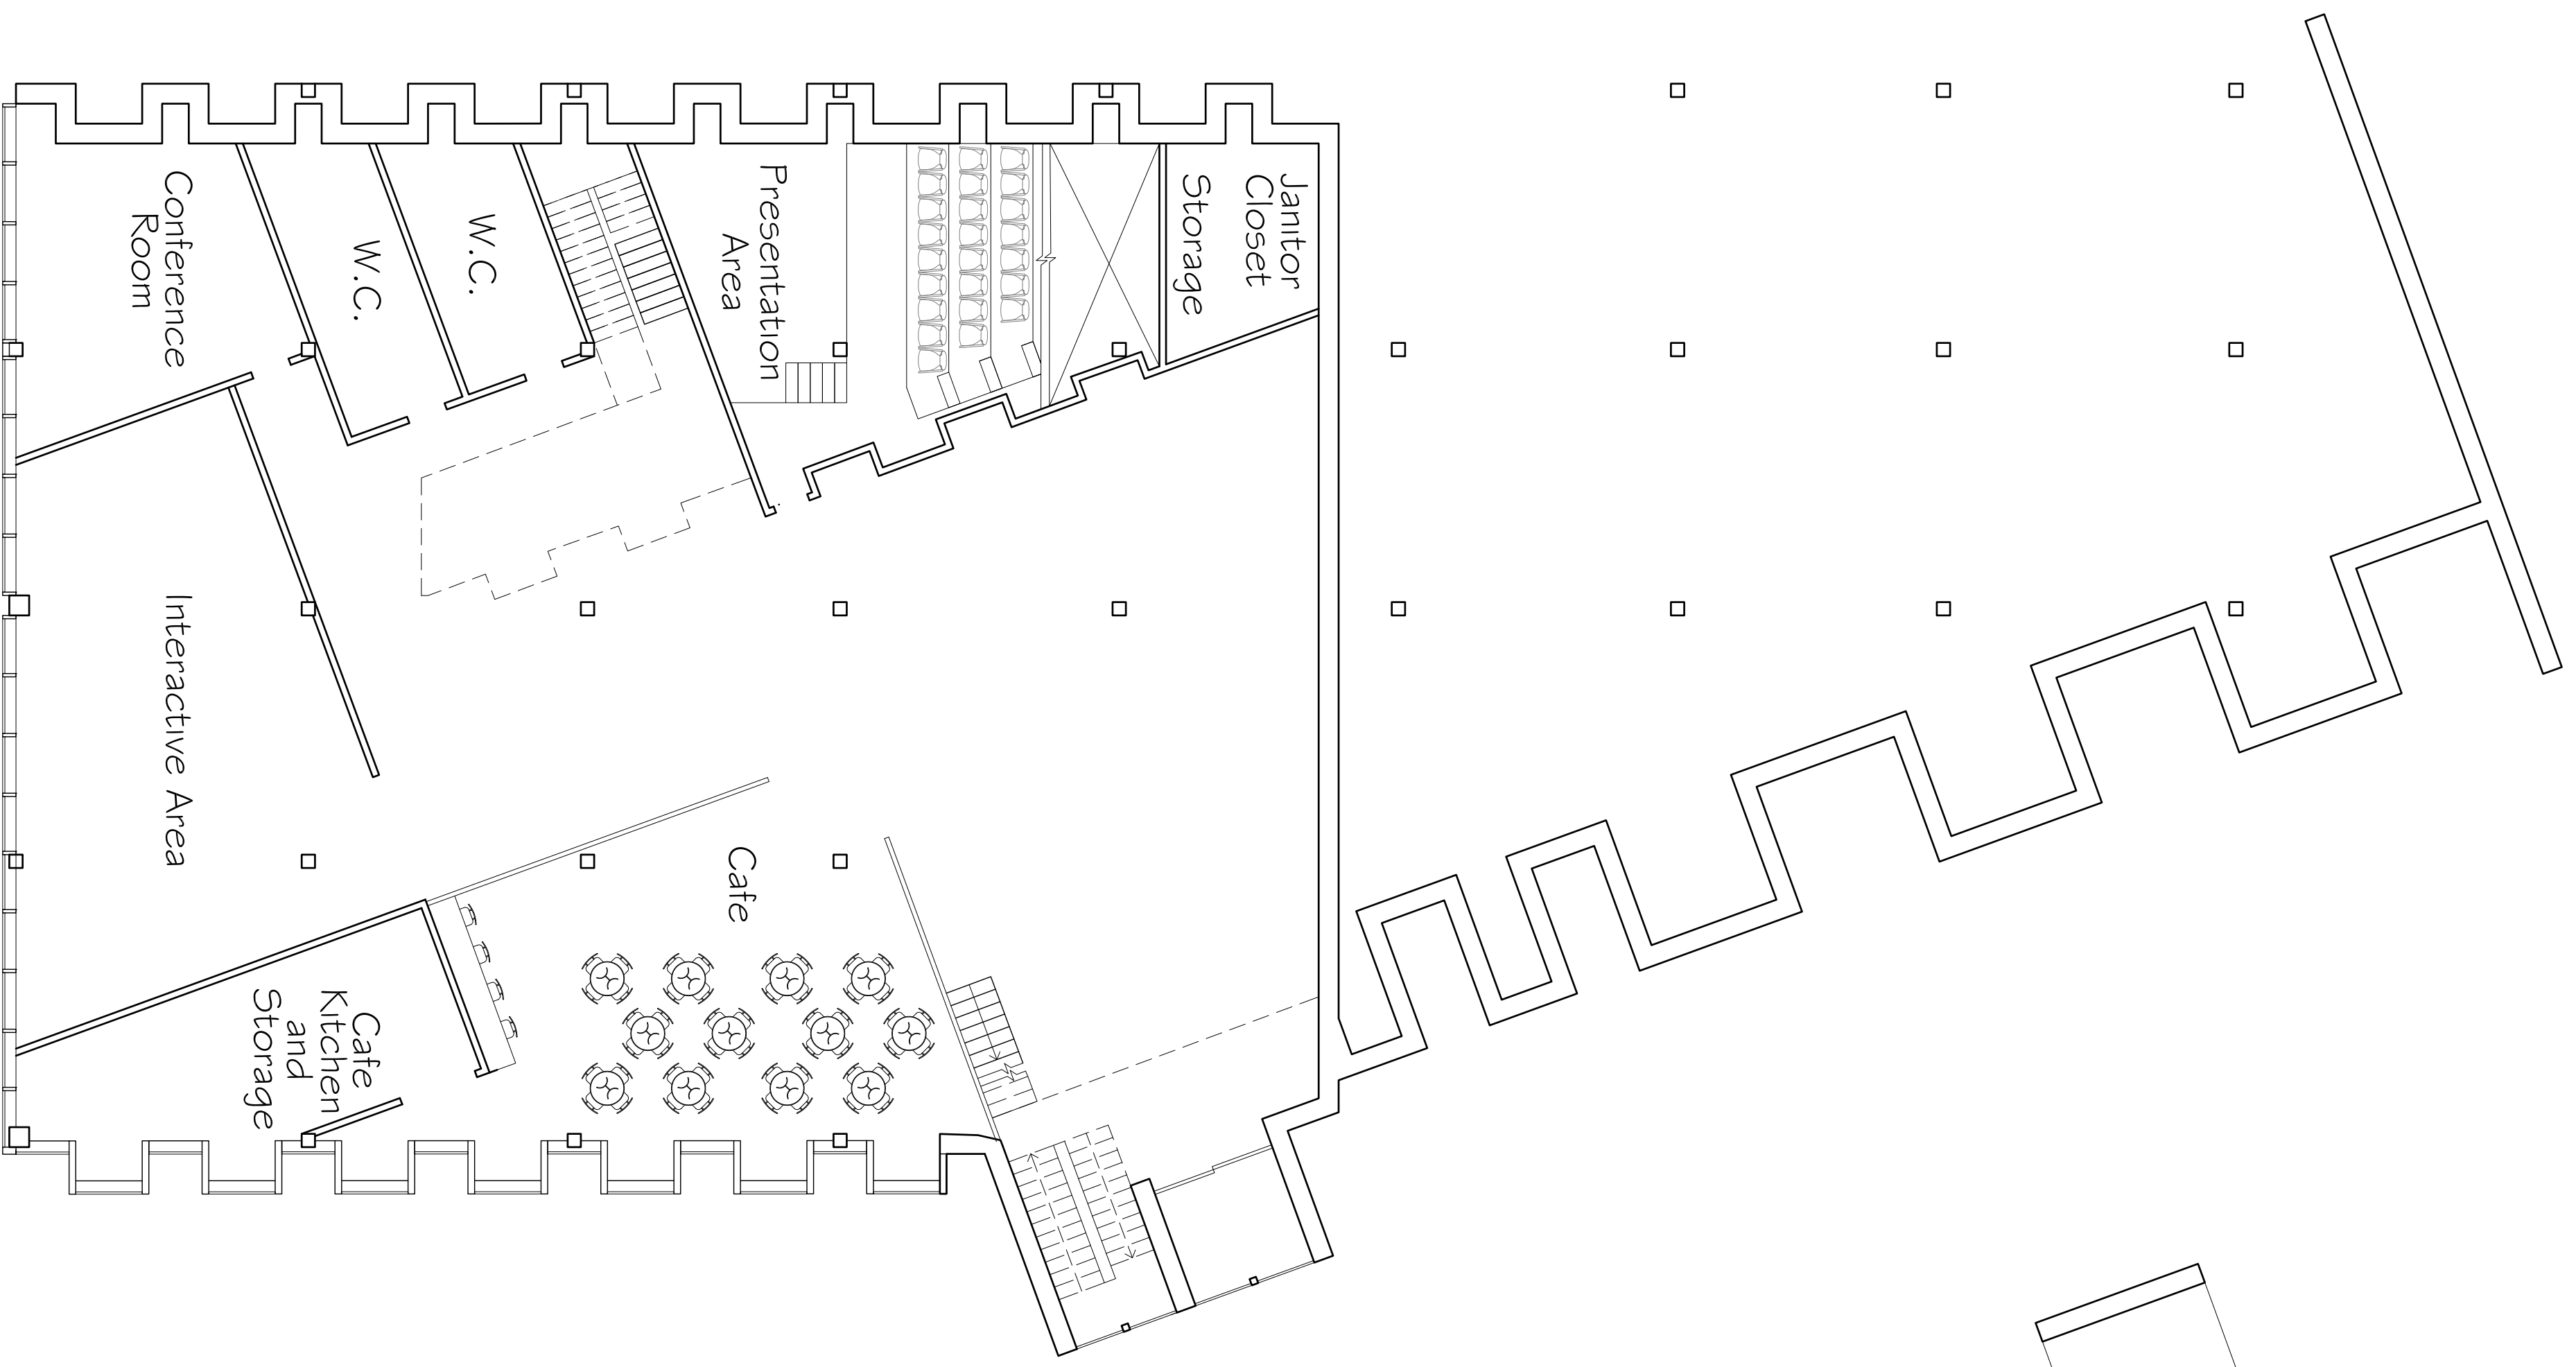 Conference
Room
W.C.
W.C.
Presentation
Area
Janitor
Closet
Storage
Interactive Area
Cafe
Cafe
Kitchen
and
Storage